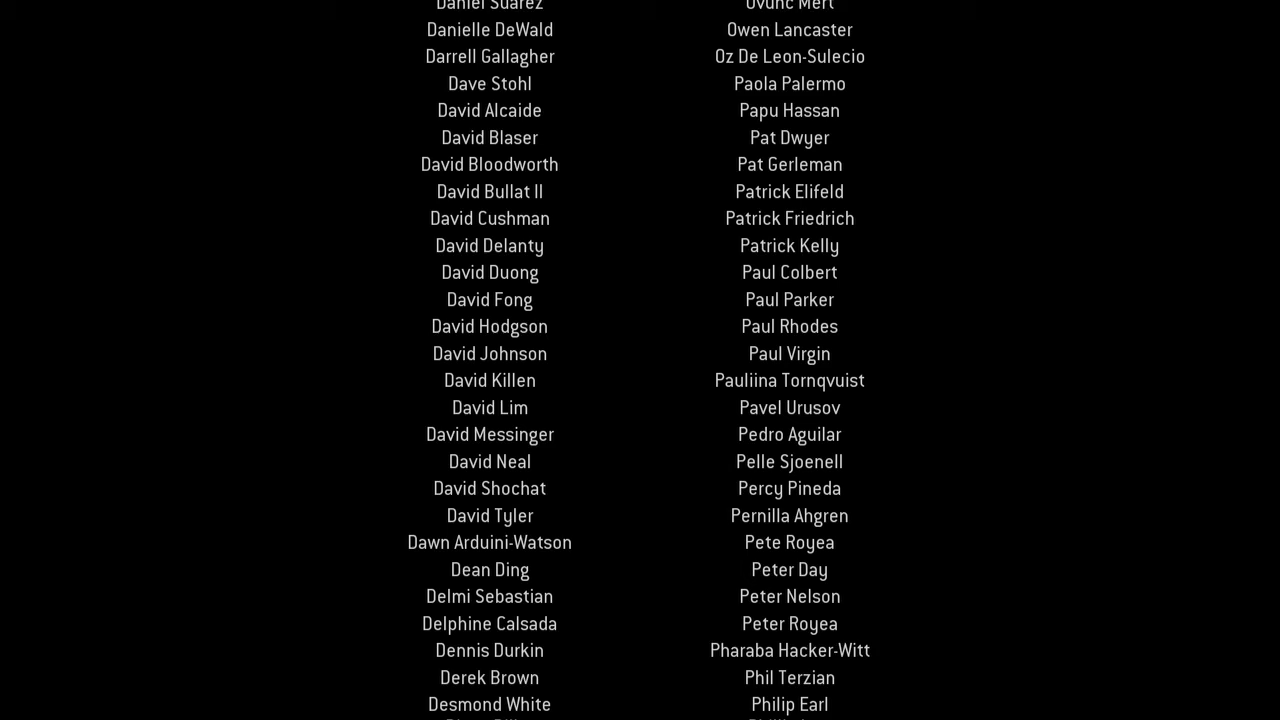 Daniel Suarez
Danielle DeWald
Darrell Gallagher
Dave Stohl
David Alcaide
David Blaser
David Bloodworth
David Bullat II
David Cushman
David Delanty
David Duong
David Fong
David Hodgson
David Johnson
David Killen
David Lim
David Messinger
David Neal
David Shochat
David Tyler
Dawn Arduini-Watson
Dean Ding
Delmi Sebastian
Delphine Calsada
Dennis Durkin
Derek Brown
Desmond White
Ovunc Mert
Owen Lancaster
Oz De Leon-Sulecio
Paola Palermo
Papu Hassan
Pat Dwyer
Pat Gerleman
Patrick Elifeld
Patrick Friedrich
Patrick Kelly
Paul Colbert
Paul Parker
Paul Rhodes
Paul Virgin
Pauliina Tornqvuist
Pavel Urusov
Pedro Aguilar
Pelle Sjoenell
Percy Pineda
Pernilla Ahgren
Pete Royea
Peter Day
Peter Nelson
Peter Royea
Pharaba Hacker-Witt
Phil Terzian
Philip Earl